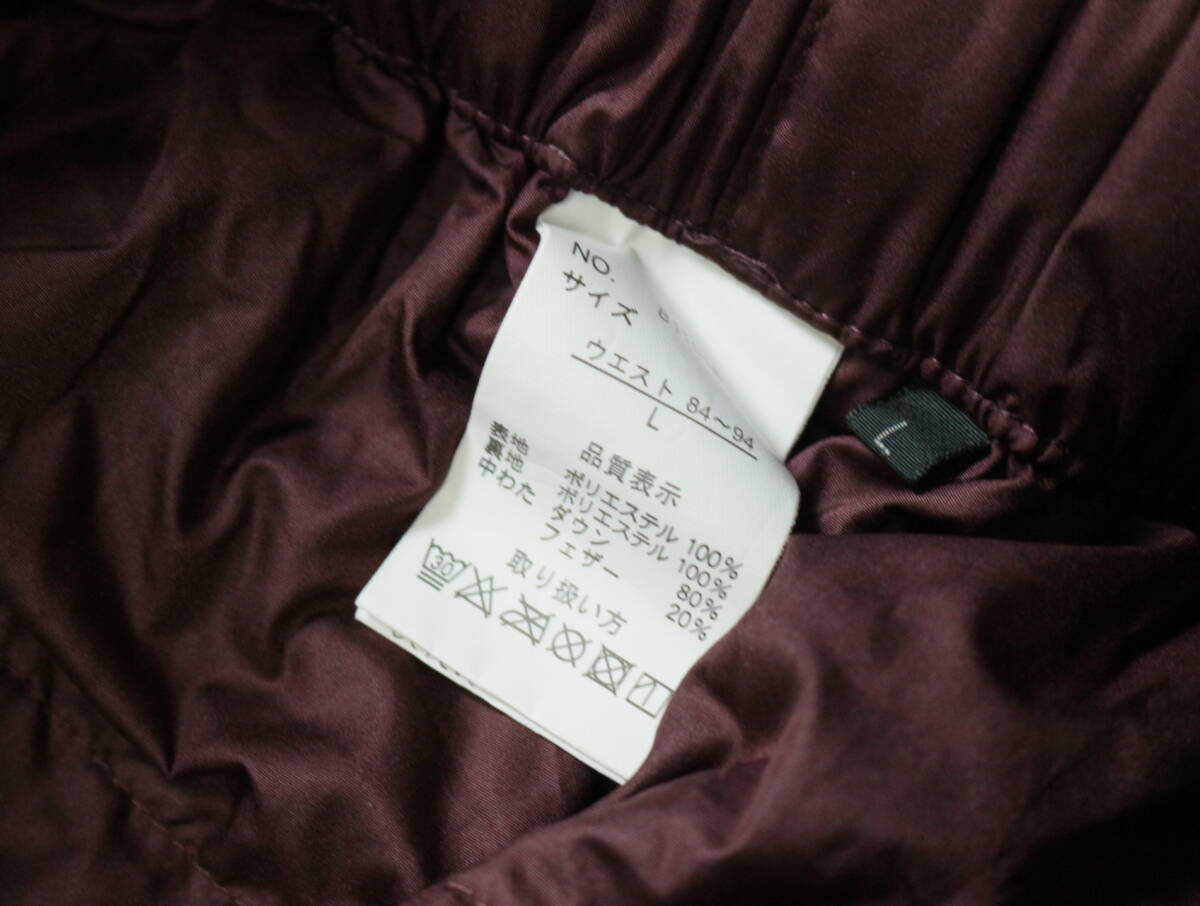 NO.
サイズ
ウエスト 84〜94
L
品質表示
表地 ポリエステル 100%
裏地 ポリエステル 100%
中わた ダウン 80%
フェザー 20%
取り扱い方
30
L